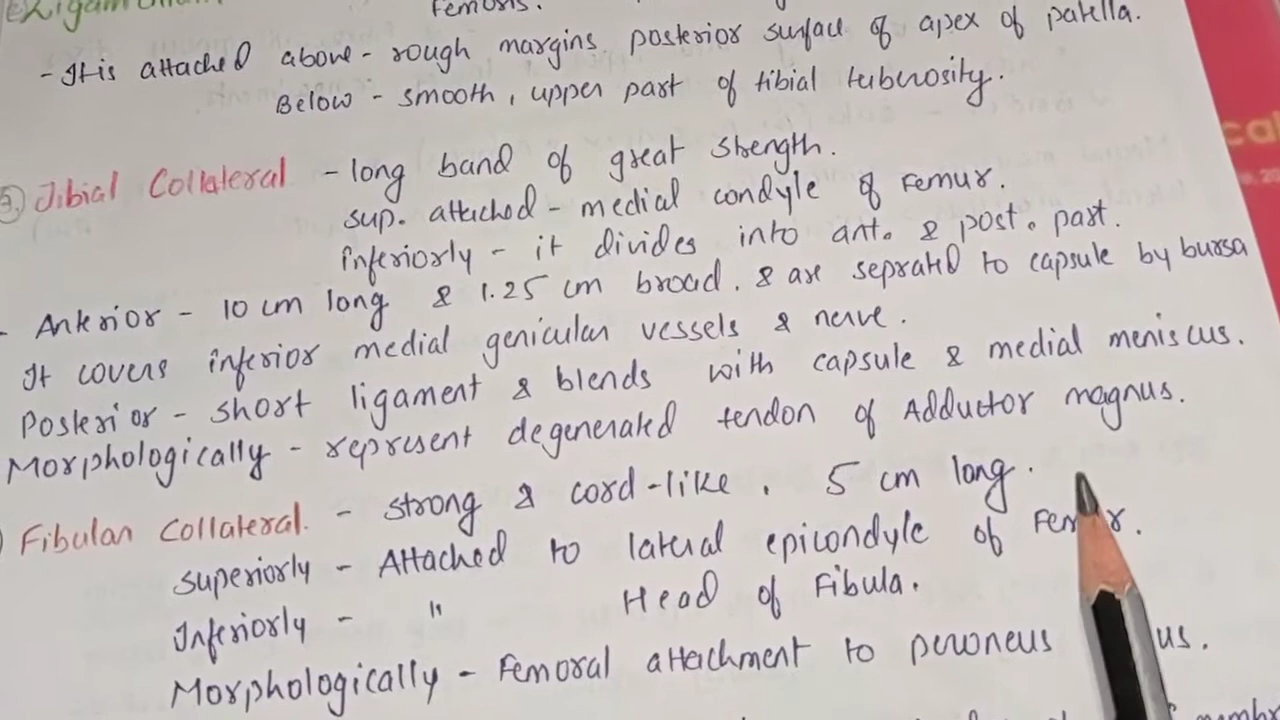 Femoris.
- It is attached above - rough margins posterior surface of apex of patella.
Below - smooth, upper part of tibial tuberosity.
3) Tibial Collateral - long band of great strength.
sup. attached - medial condyle of Femur.
inferiorly - it divides into ant. & post. part.
- Anterior - 10 cm long & 1.25 cm broad. & are seprated to capsule by bursa
It covers inferior medial genicular vessels & nerve.
Posterior - short ligament & blends with capsule & medial meniscus.
Morphologically - represent degenerated tendon of Adductor magnus.
) Fibular Collateral. - strong & cord-like. 5 cm long.
superiorly - Attached to lateral epicondyle of Fem r.
Inferiorly - " Head of Fibula.
Morphologically - Femoral attachment to peroneus us.